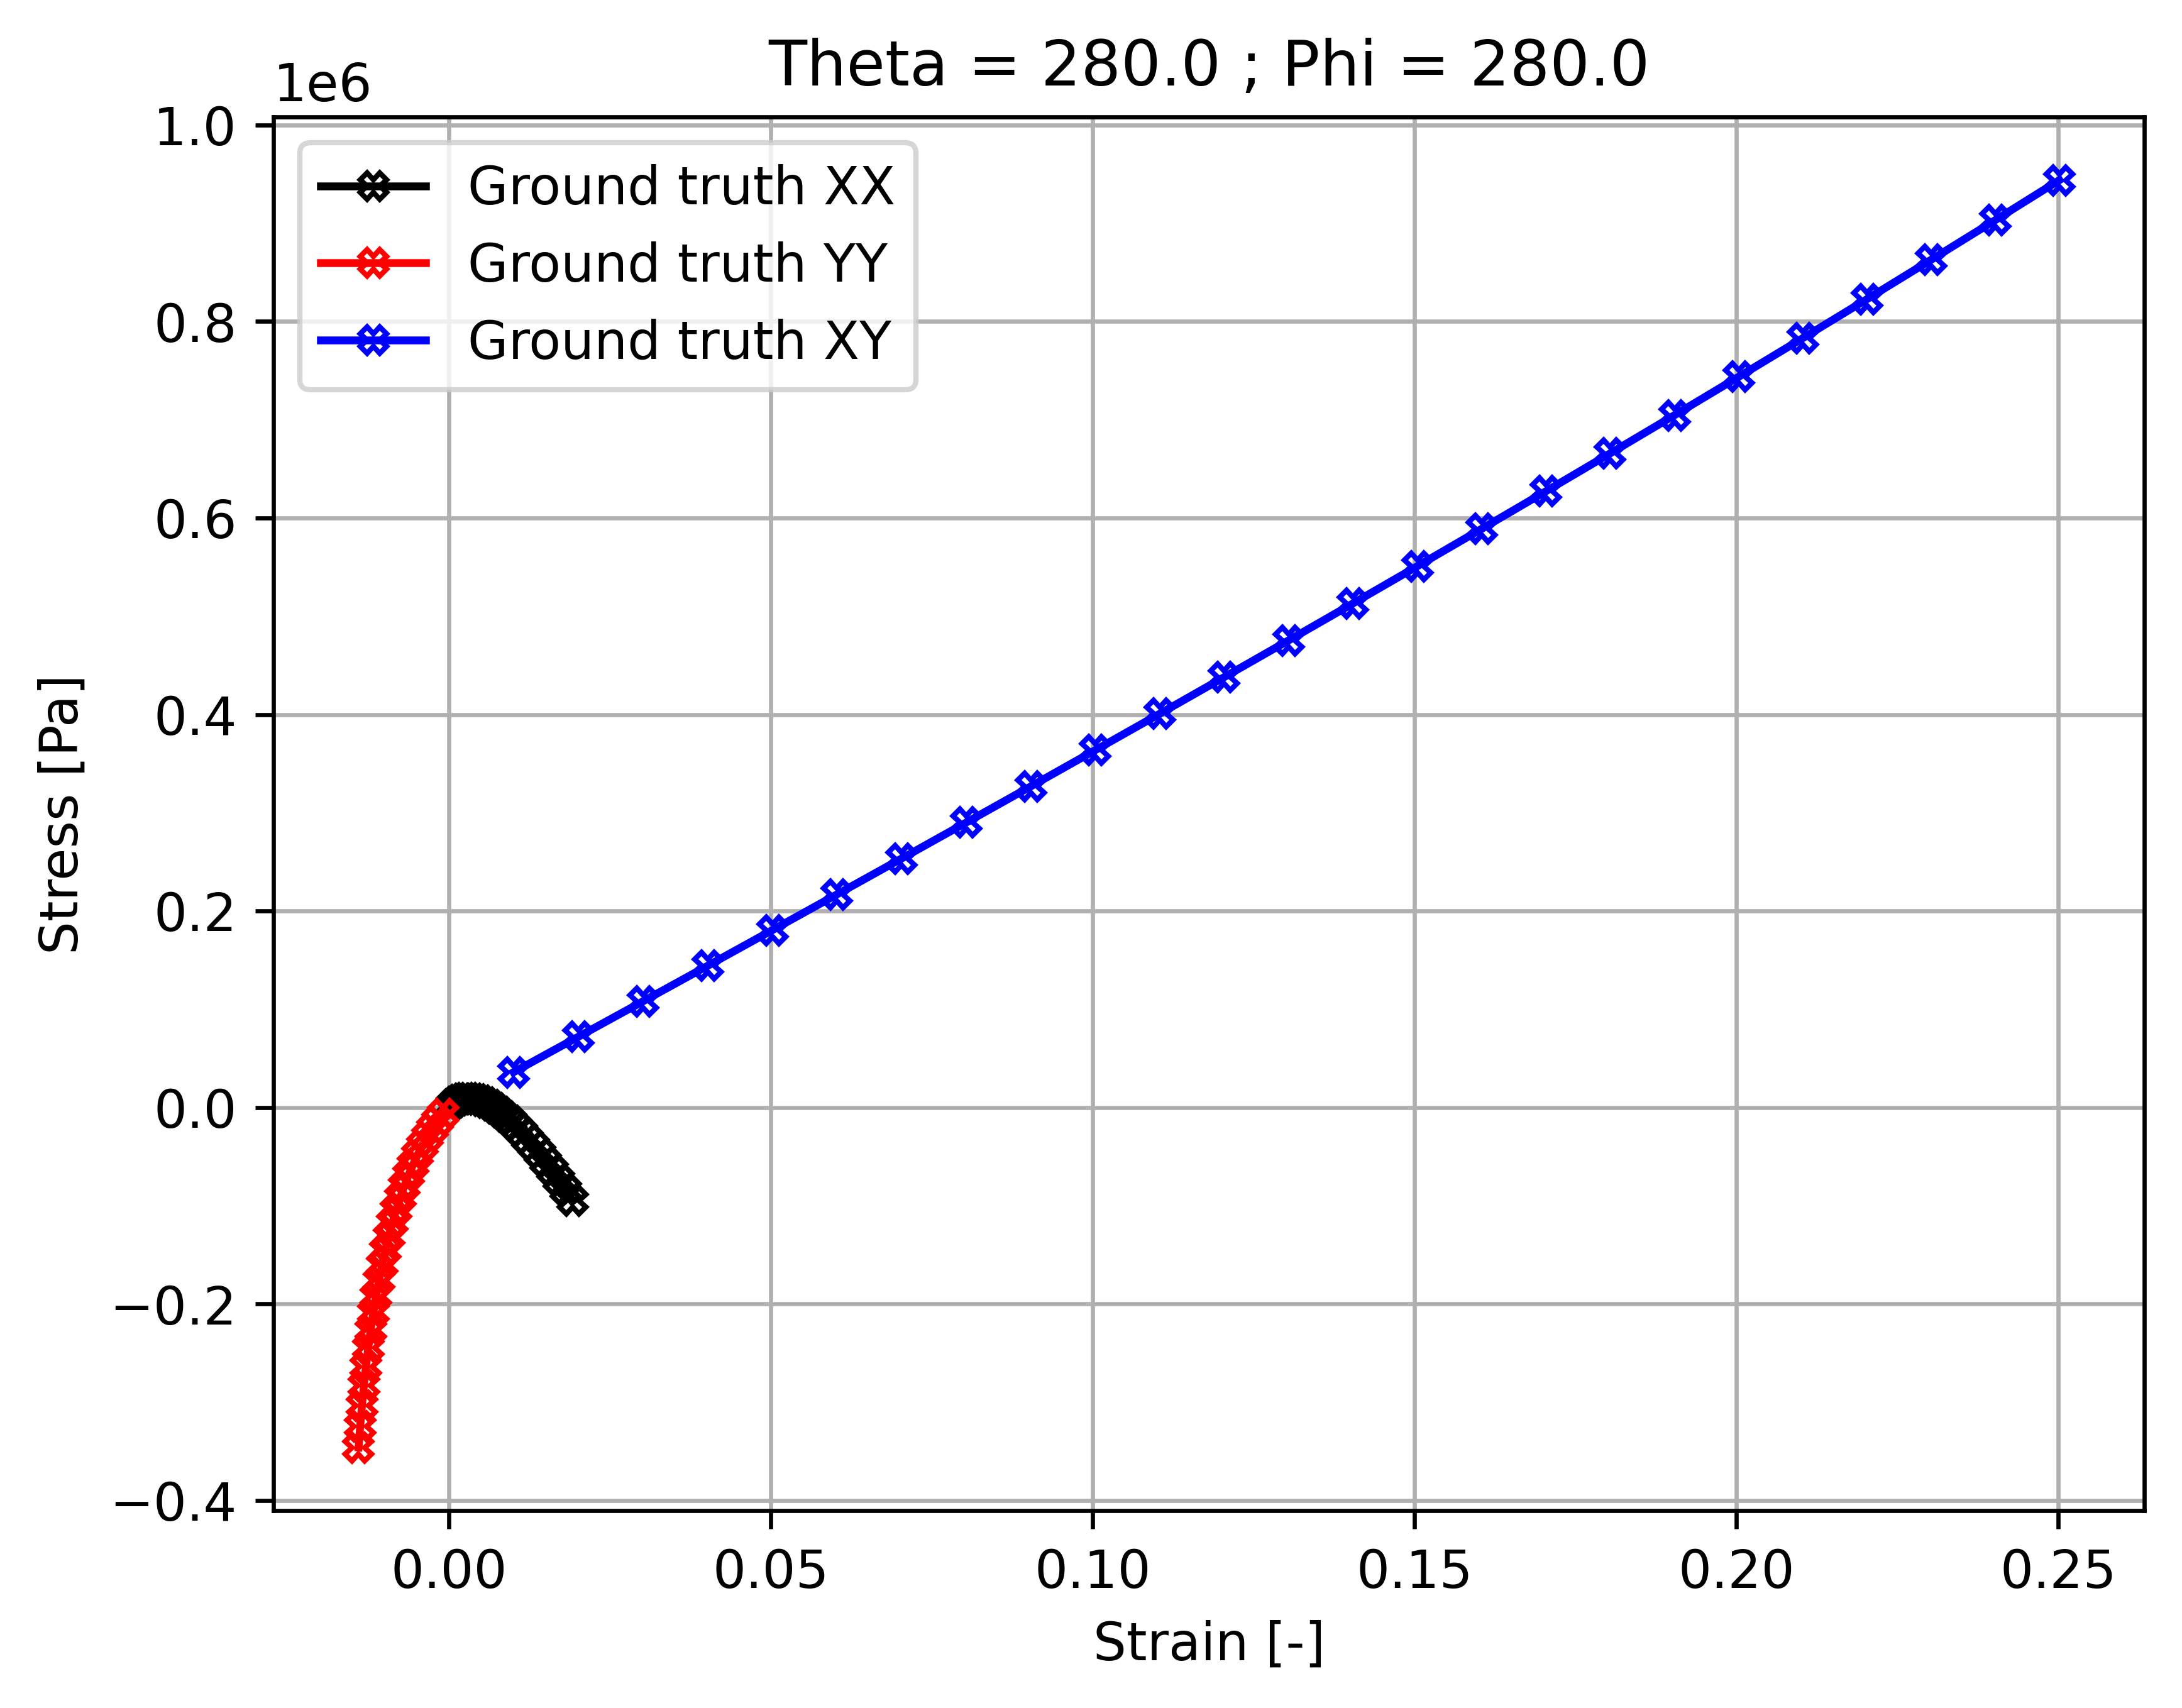 Theta = 280.0 ; Phi = 280.0
1e6
1.0
0.8
0.6
0.4
0.2
0.0
−0.2
−0.4
Stress [Pa]
Ground truth XX
Ground truth YY
Ground truth XY
0.00 0.05 0.10 0.15 0.20 0.25
Strain [-]